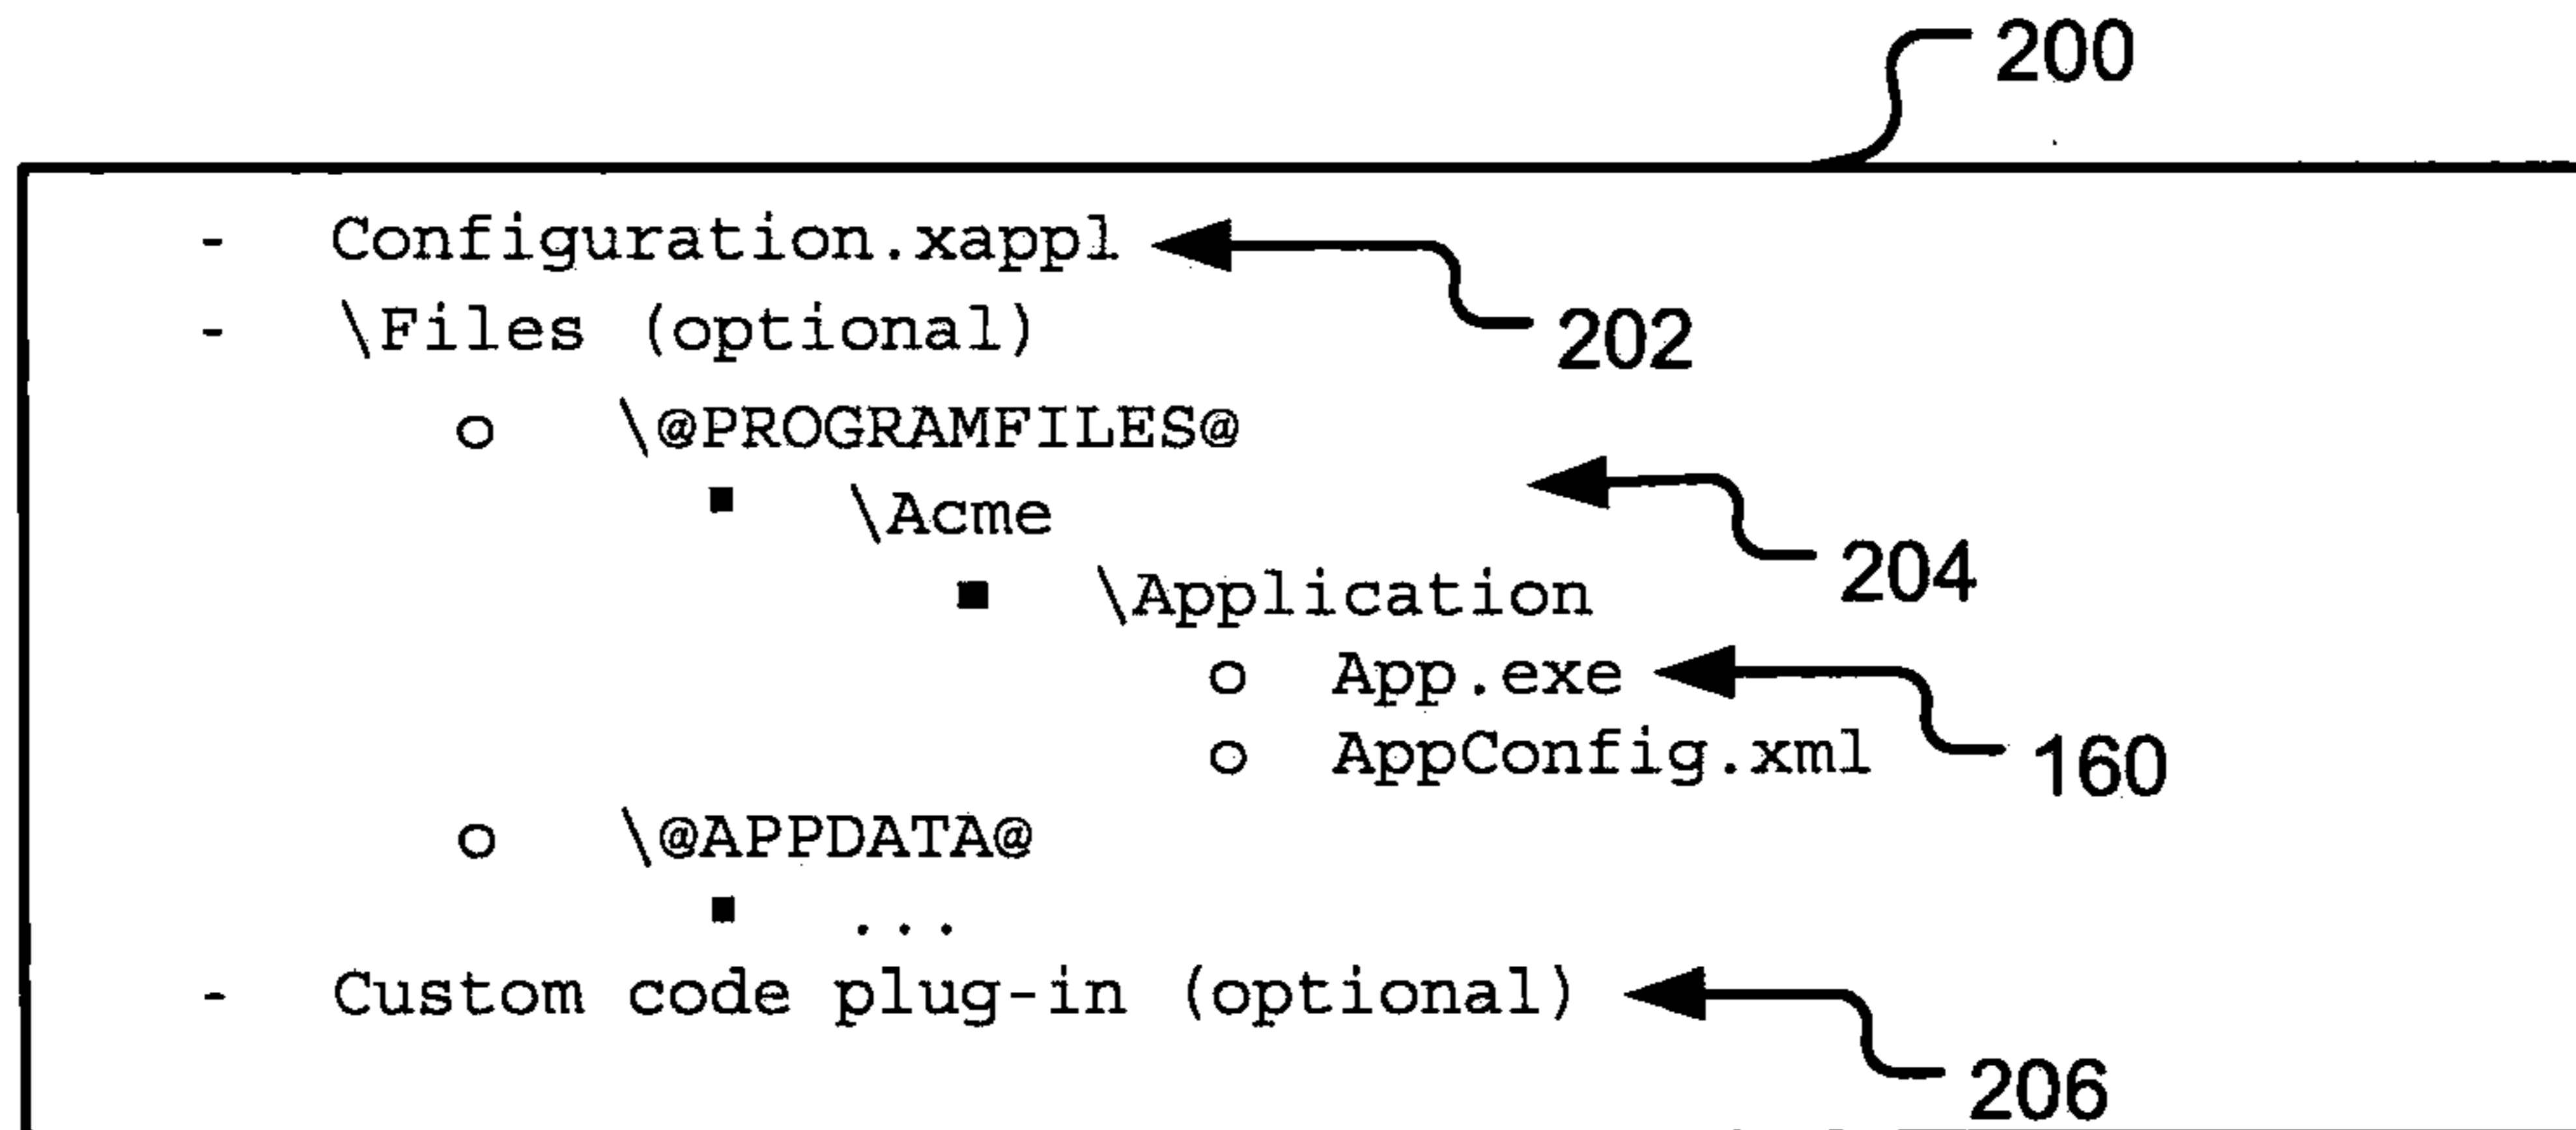 200
- Configuration.xappl
- \Files (optional)
202
o \@PROGRAMFILES@
▪ \Acme
204
▪ \Application
o App.exe
160
o AppConfig.xml
o \@APPDATA@
▪ ...
- Custom code plug-in (optional)
206